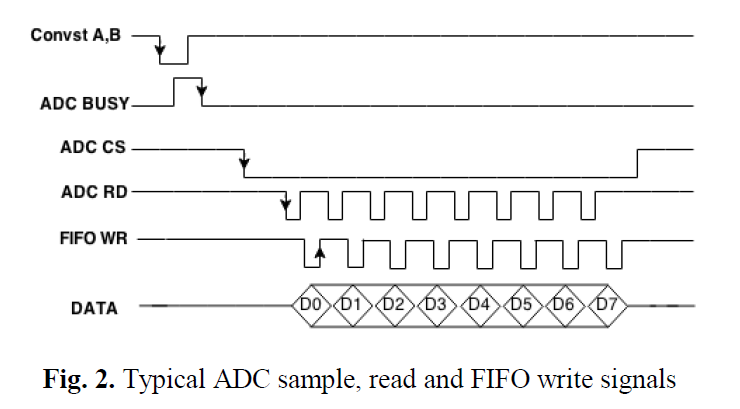 Convst A,B
ADC BUSY
ADC CS
ADC RD
FIFO WR
DATA D0 D1 D2 D3 D4 D5 D6 D7
Fig. 2. Typical ADC sample, read and FIFO write signals